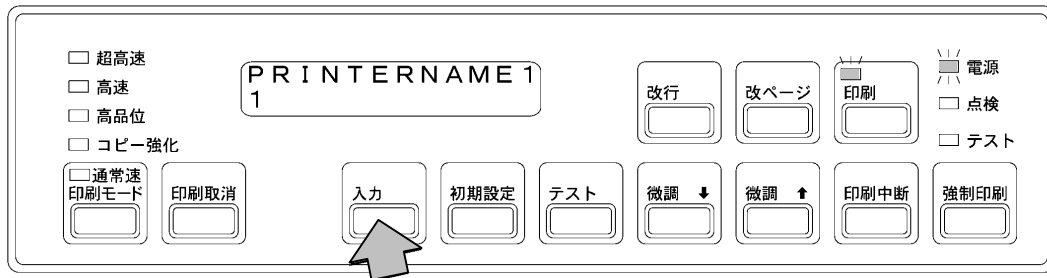 超高速
高速
高品位
コピー強化
通常速
印刷モード
印刷取消
PRINTERNAME1
1
入力
初期設定
テスト
改行
改ページ
印刷
微調 ⬇
微調 ⬆
印刷中断
強制印刷
電源
点検
テスト